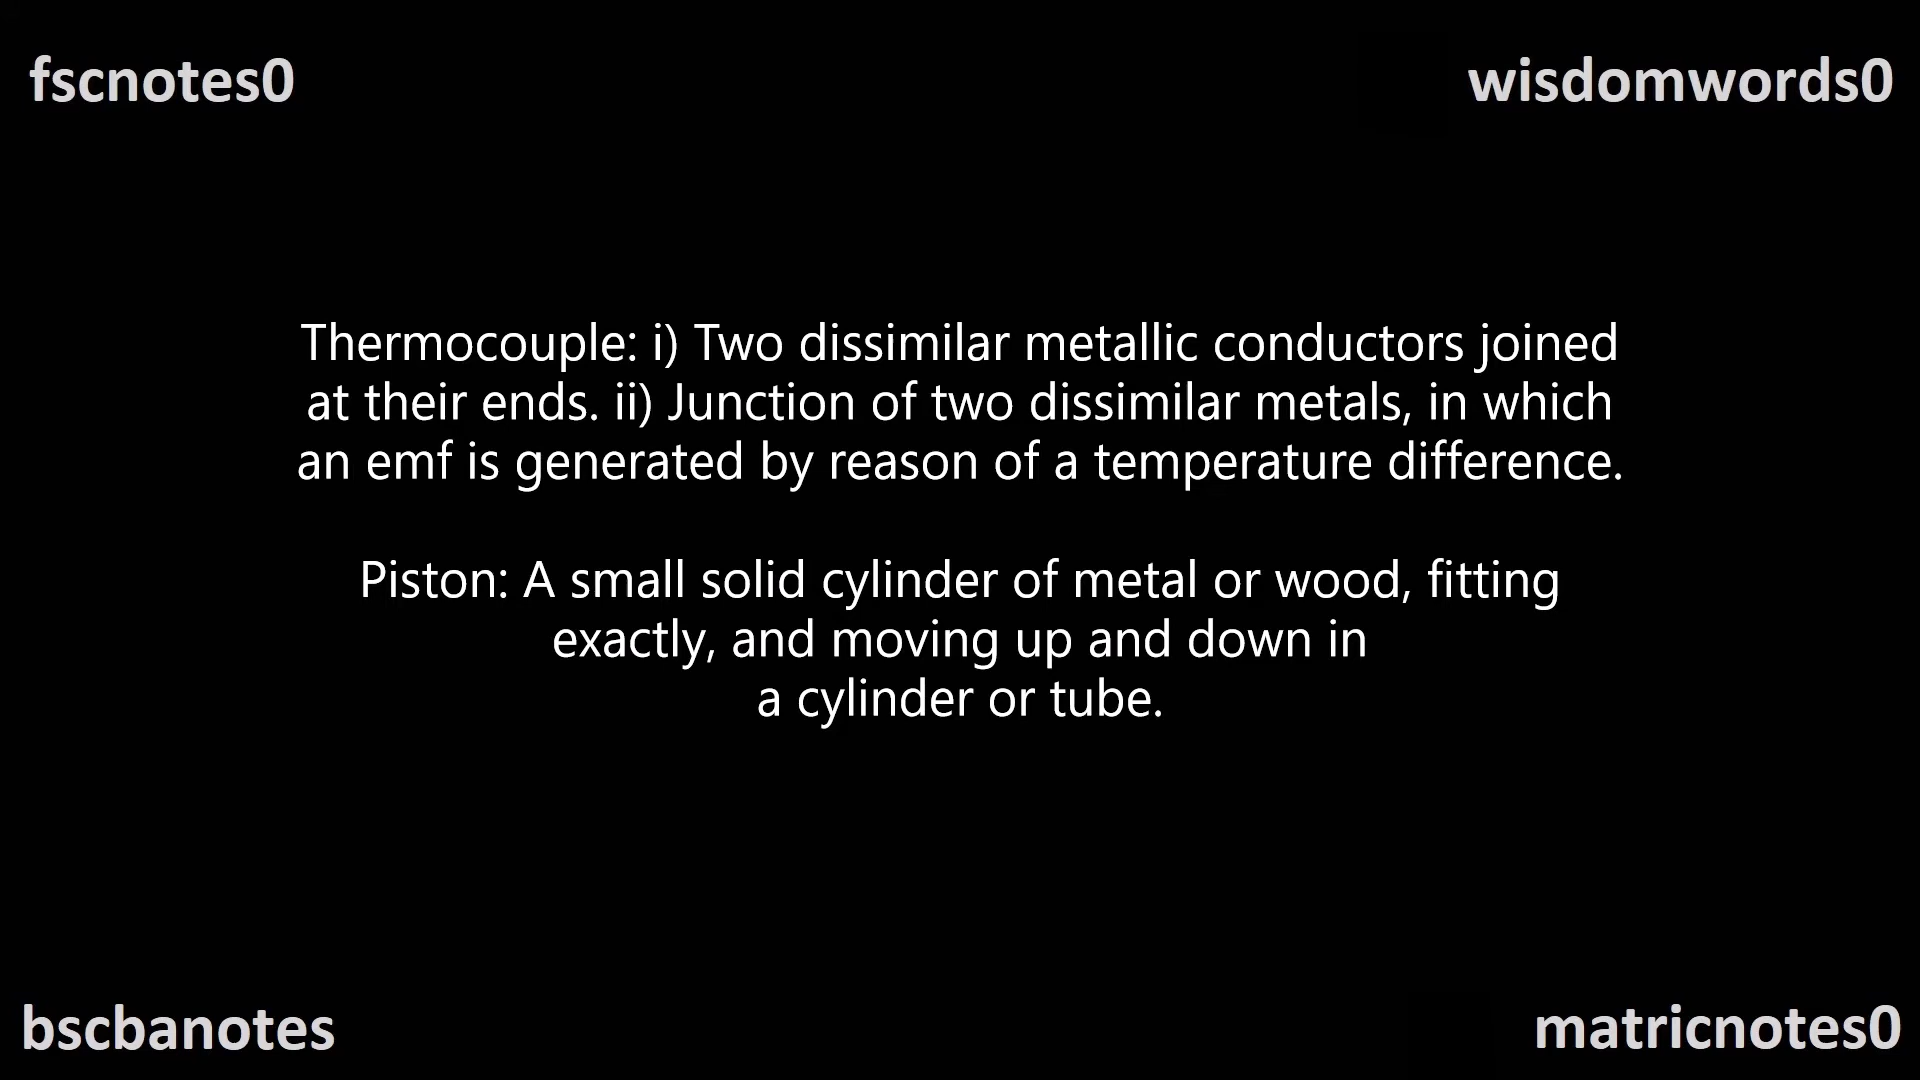 fscnotes0
wisdomwords0
Thermocouple: i) Two dissimilar metallic conductors joined
at their ends. ii) Junction of two dissimilar metals, in which
an emf is generated by reason of a temperature difference.
Piston: A small solid cylinder of metal or wood, fitting
exactly, and moving up and down in
a cylinder or tube.
bscbanotes
matricnotes0